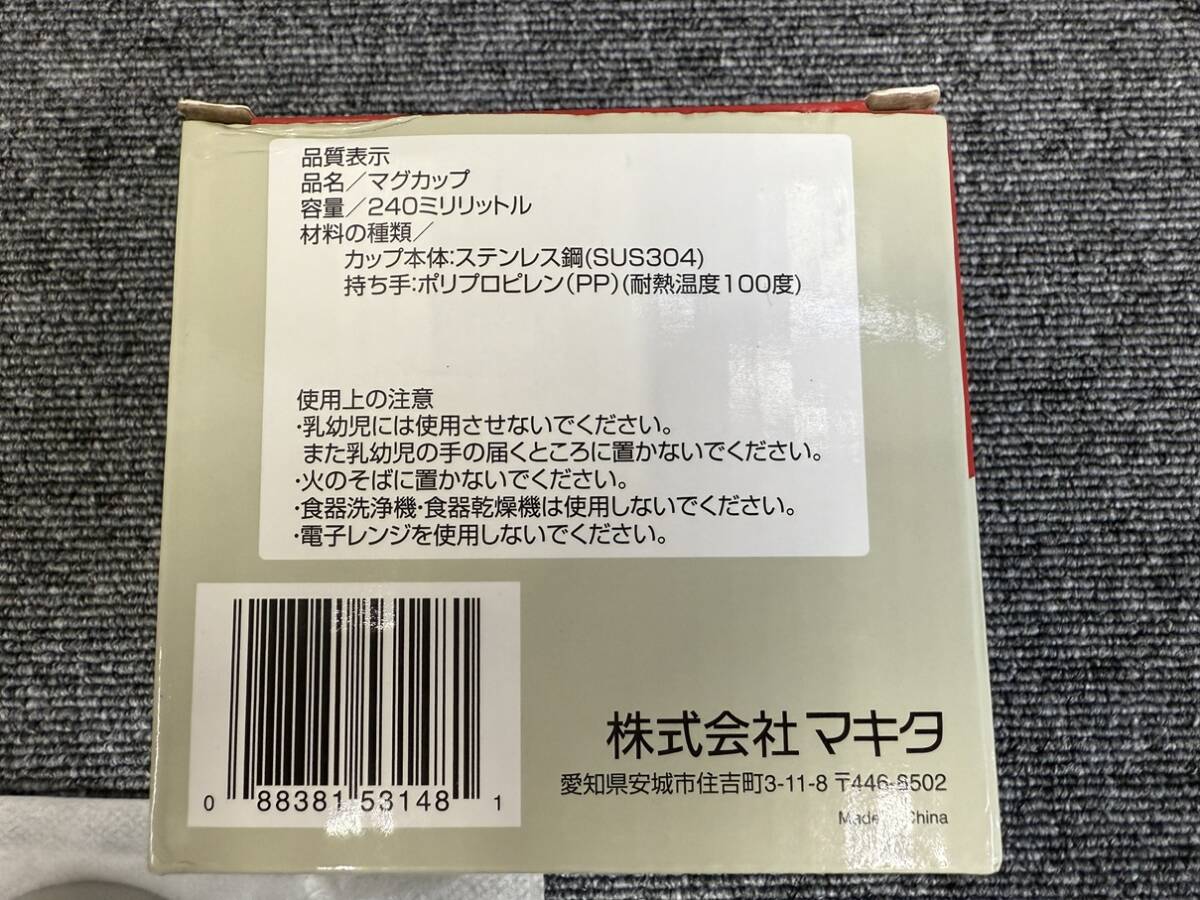 品質表示
品名/マグカップ
容量/240ミリリットル
材料の種類/
カップ本体:ステンレス鋼(SUS304)
持ち手:ポリプロピレン(PP)(耐熱温度100度)
使用上の注意
・乳幼児には使用させないでください。
また乳幼児の手の届くところに置かないでください。
・火のそばに置かないでください。
・食器洗浄機・食器乾燥機は使用しないでください。
・電子レンジを使用しないでください。
0 88381 53148 1
株式会社 マキタ
愛知県安城市住吉町3-11-8 〒446-8502
Made China